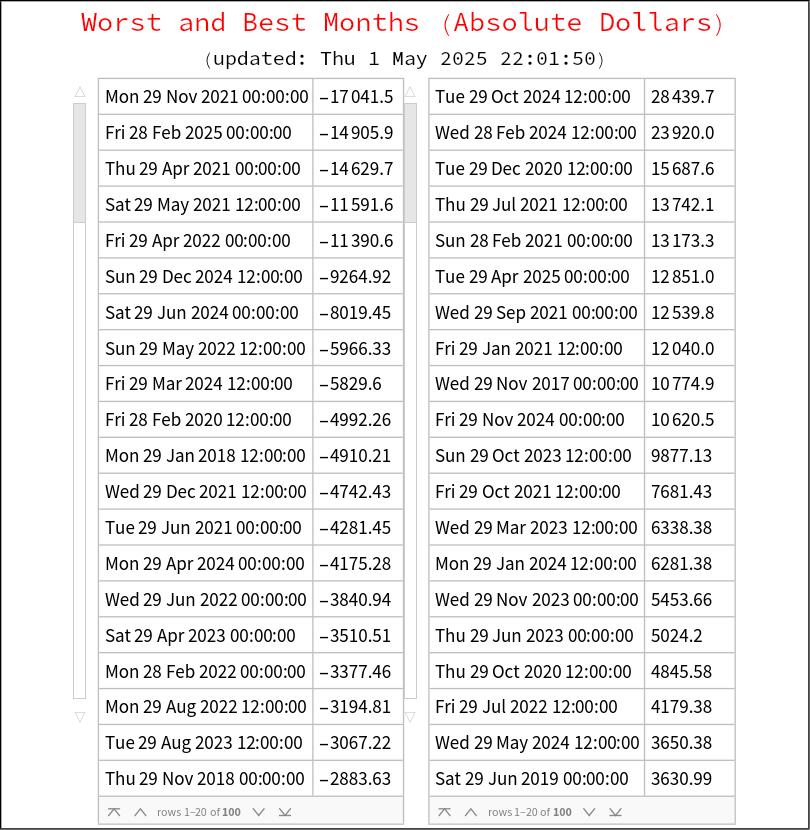 Worst and Best Months (Absolute Dollars)
(updated: Thu 1 May 2025 22:01:50)
Mon 29 Nov 2021 00:00:00 −17041.5
Fri 28 Feb 2025 00:00:00 −14905.9
Thu 29 Apr 2021 00:00:00 −14629.7
Sat 29 May 2021 12:00:00 −11591.6
Fri 29 Apr 2022 00:00:00 −11390.6
Sun 29 Dec 2024 12:00:00 −9264.92
Sat 29 Jun 2024 00:00:00 −8019.45
Sun 29 May 2022 12:00:00 −5966.33
Fri 29 Mar 2024 12:00:00 −5829.6
Fri 28 Feb 2020 12:00:00 −4992.26
Mon 29 Jan 2018 12:00:00 −4910.21
Wed 29 Dec 2021 12:00:00 −4742.43
Tue 29 Jun 2021 00:00:00 −4281.45
Mon 29 Apr 2024 00:00:00 −4175.28
Wed 29 Jun 2022 00:00:00 −3840.94
Sat 29 Apr 2023 00:00:00 −3510.51
Mon 28 Feb 2022 00:00:00 −3377.46
Mon 29 Aug 2022 12:00:00 −3194.81
Tue 29 Aug 2023 12:00:00 −3067.22
Thu 29 Nov 2018 00:00:00 −2883.63
rows 1–20 of 100
Tue 29 Oct 2024 12:00:00 28439.7
Wed 28 Feb 2024 12:00:00 23920.0
Tue 29 Dec 2020 12:00:00 15687.6
Thu 29 Jul 2021 12:00:00 13742.1
Sun 28 Feb 2021 00:00:00 13173.3
Tue 29 Apr 2025 00:00:00 12851.0
Wed 29 Sep 2021 00:00:00 12539.8
Fri 29 Jan 2021 12:00:00 12040.0
Wed 29 Nov 2017 00:00:00 10774.9
Fri 29 Nov 2024 00:00:00 10620.5
Sun 29 Oct 2023 12:00:00 9877.13
Fri 29 Oct 2021 12:00:00 7681.43
Wed 29 Mar 2023 12:00:00 6338.38
Mon 29 Jan 2024 12:00:00 6281.38
Wed 29 Nov 2023 00:00:00 5453.66
Thu 29 Jun 2023 00:00:00 5024.2
Thu 29 Oct 2020 12:00:00 4845.58
Fri 29 Jul 2022 12:00:00 4179.38
Wed 29 May 2024 12:00:00 3650.38
Sat 29 Jun 2019 00:00:00 3630.99
rows 1–20 of 100